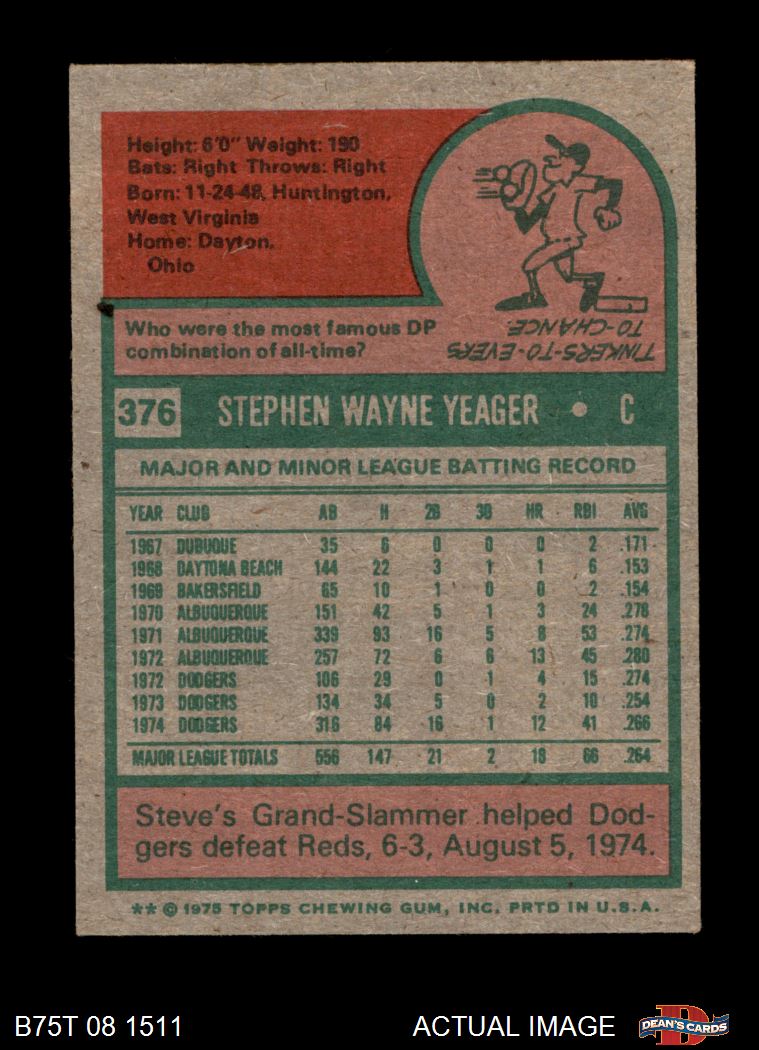 Height: 6'0" Weight: 190
Bats: Right Throws: Right
Born: 11-24-48, Huntington,
West Virginia
Home: Dayton,
Ohio
Who were the most famous DP
combination of all-time?
TINKERS-TO-EVERS
TO-CHANCE
376 STEPHEN WAYNE YEAGER • C
MAJOR AND MINOR LEAGUE BATTING RECORD
YEAR CLUB AB H 2B 3B HR RBI AVG
1967 DUBUQUE 35 6 0 0 0 2 .171
1968 DAYTONA BEACH 144 22 3 1 1 6 .153
1969 BAKERSFIELD 65 10 1 0 0 2 .154
1970 ALBUQUERQUE 151 42 5 1 3 24 .278
1971 ALBUQUERQUE 339 93 16 5 8 53 .274
1972 ALBUQUERQUE 257 72 6 6 13 45 .280
1972 DODGERS 106 29 0 1 4 15 .274
1973 DODGERS 134 34 5 0 2 10 .254
1974 DODGERS 316 84 16 1 12 41 .266
MAJOR LEAGUE TOTALS 556 147 21 2 18 66 .264
Steve's Grand-Slammer helped Dod-
gers defeat Reds, 6-3, August 5, 1974.
** © 1975 TOPPS CHEWING GUM, INC. PRTD IN U.S.A.
B75T 08 1511 ACTUAL IMAGE DEAN'S CARDS